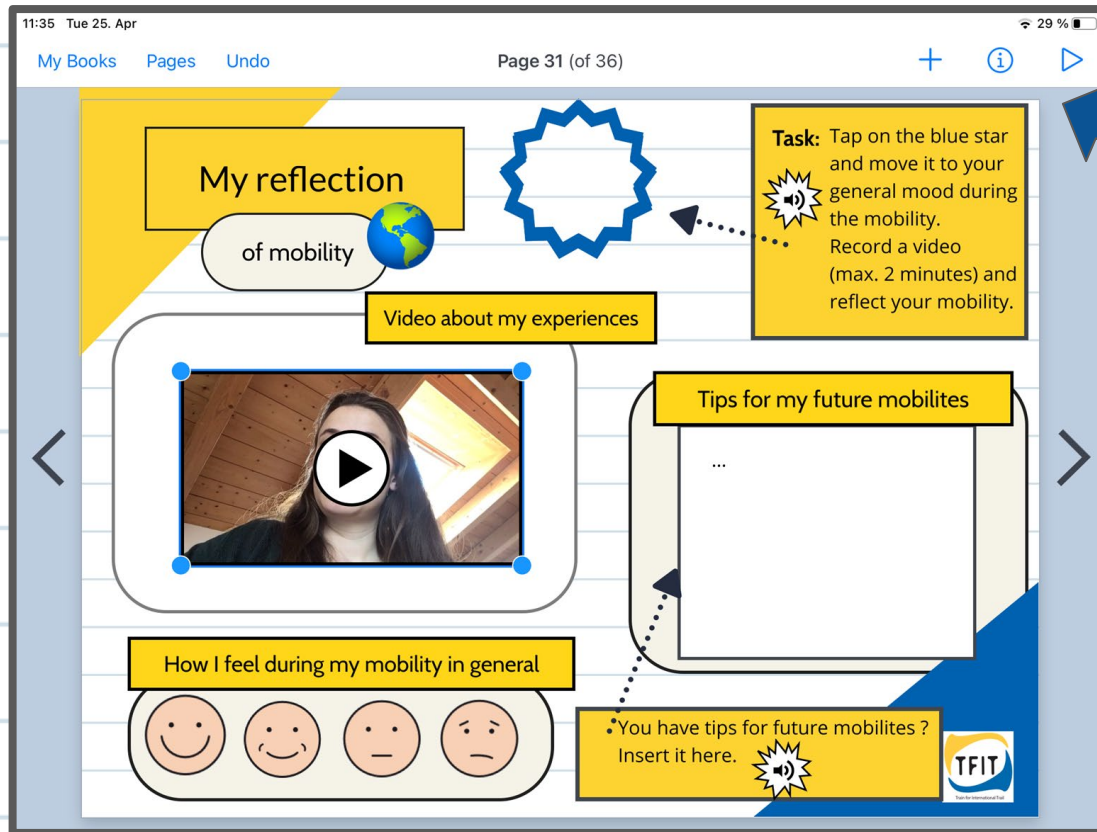 11:35 Tue 25. Apr
29 %
My Books Pages Undo
Page 31 (of 36)
My reflection
of mobility
Task: Tap on the blue star
and move it to your
general mood during
the mobility.
Record a video
(max. 2 minutes) and
reflect your mobility.
Video about my experiences
Tips for my future mobilites
...
How I feel during my mobility in general
You have tips for future mobilites ?
Insert it here.
TFIT